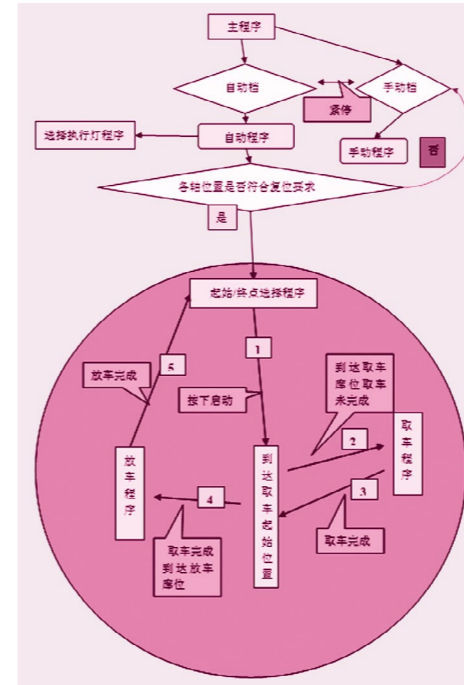 主程序
自动档
手动档
紧停
选择执行灯程序
自动程序
手动程序
否
各轴位置是否符合复位要求
是
起始/终点选择程序
5
1
放车完成
按下启动
到达取车
库位取车
未完成
2
取车程序
放车程序
到达取车起始位置
4
3
取车完成
到达放车
库位
取车完成